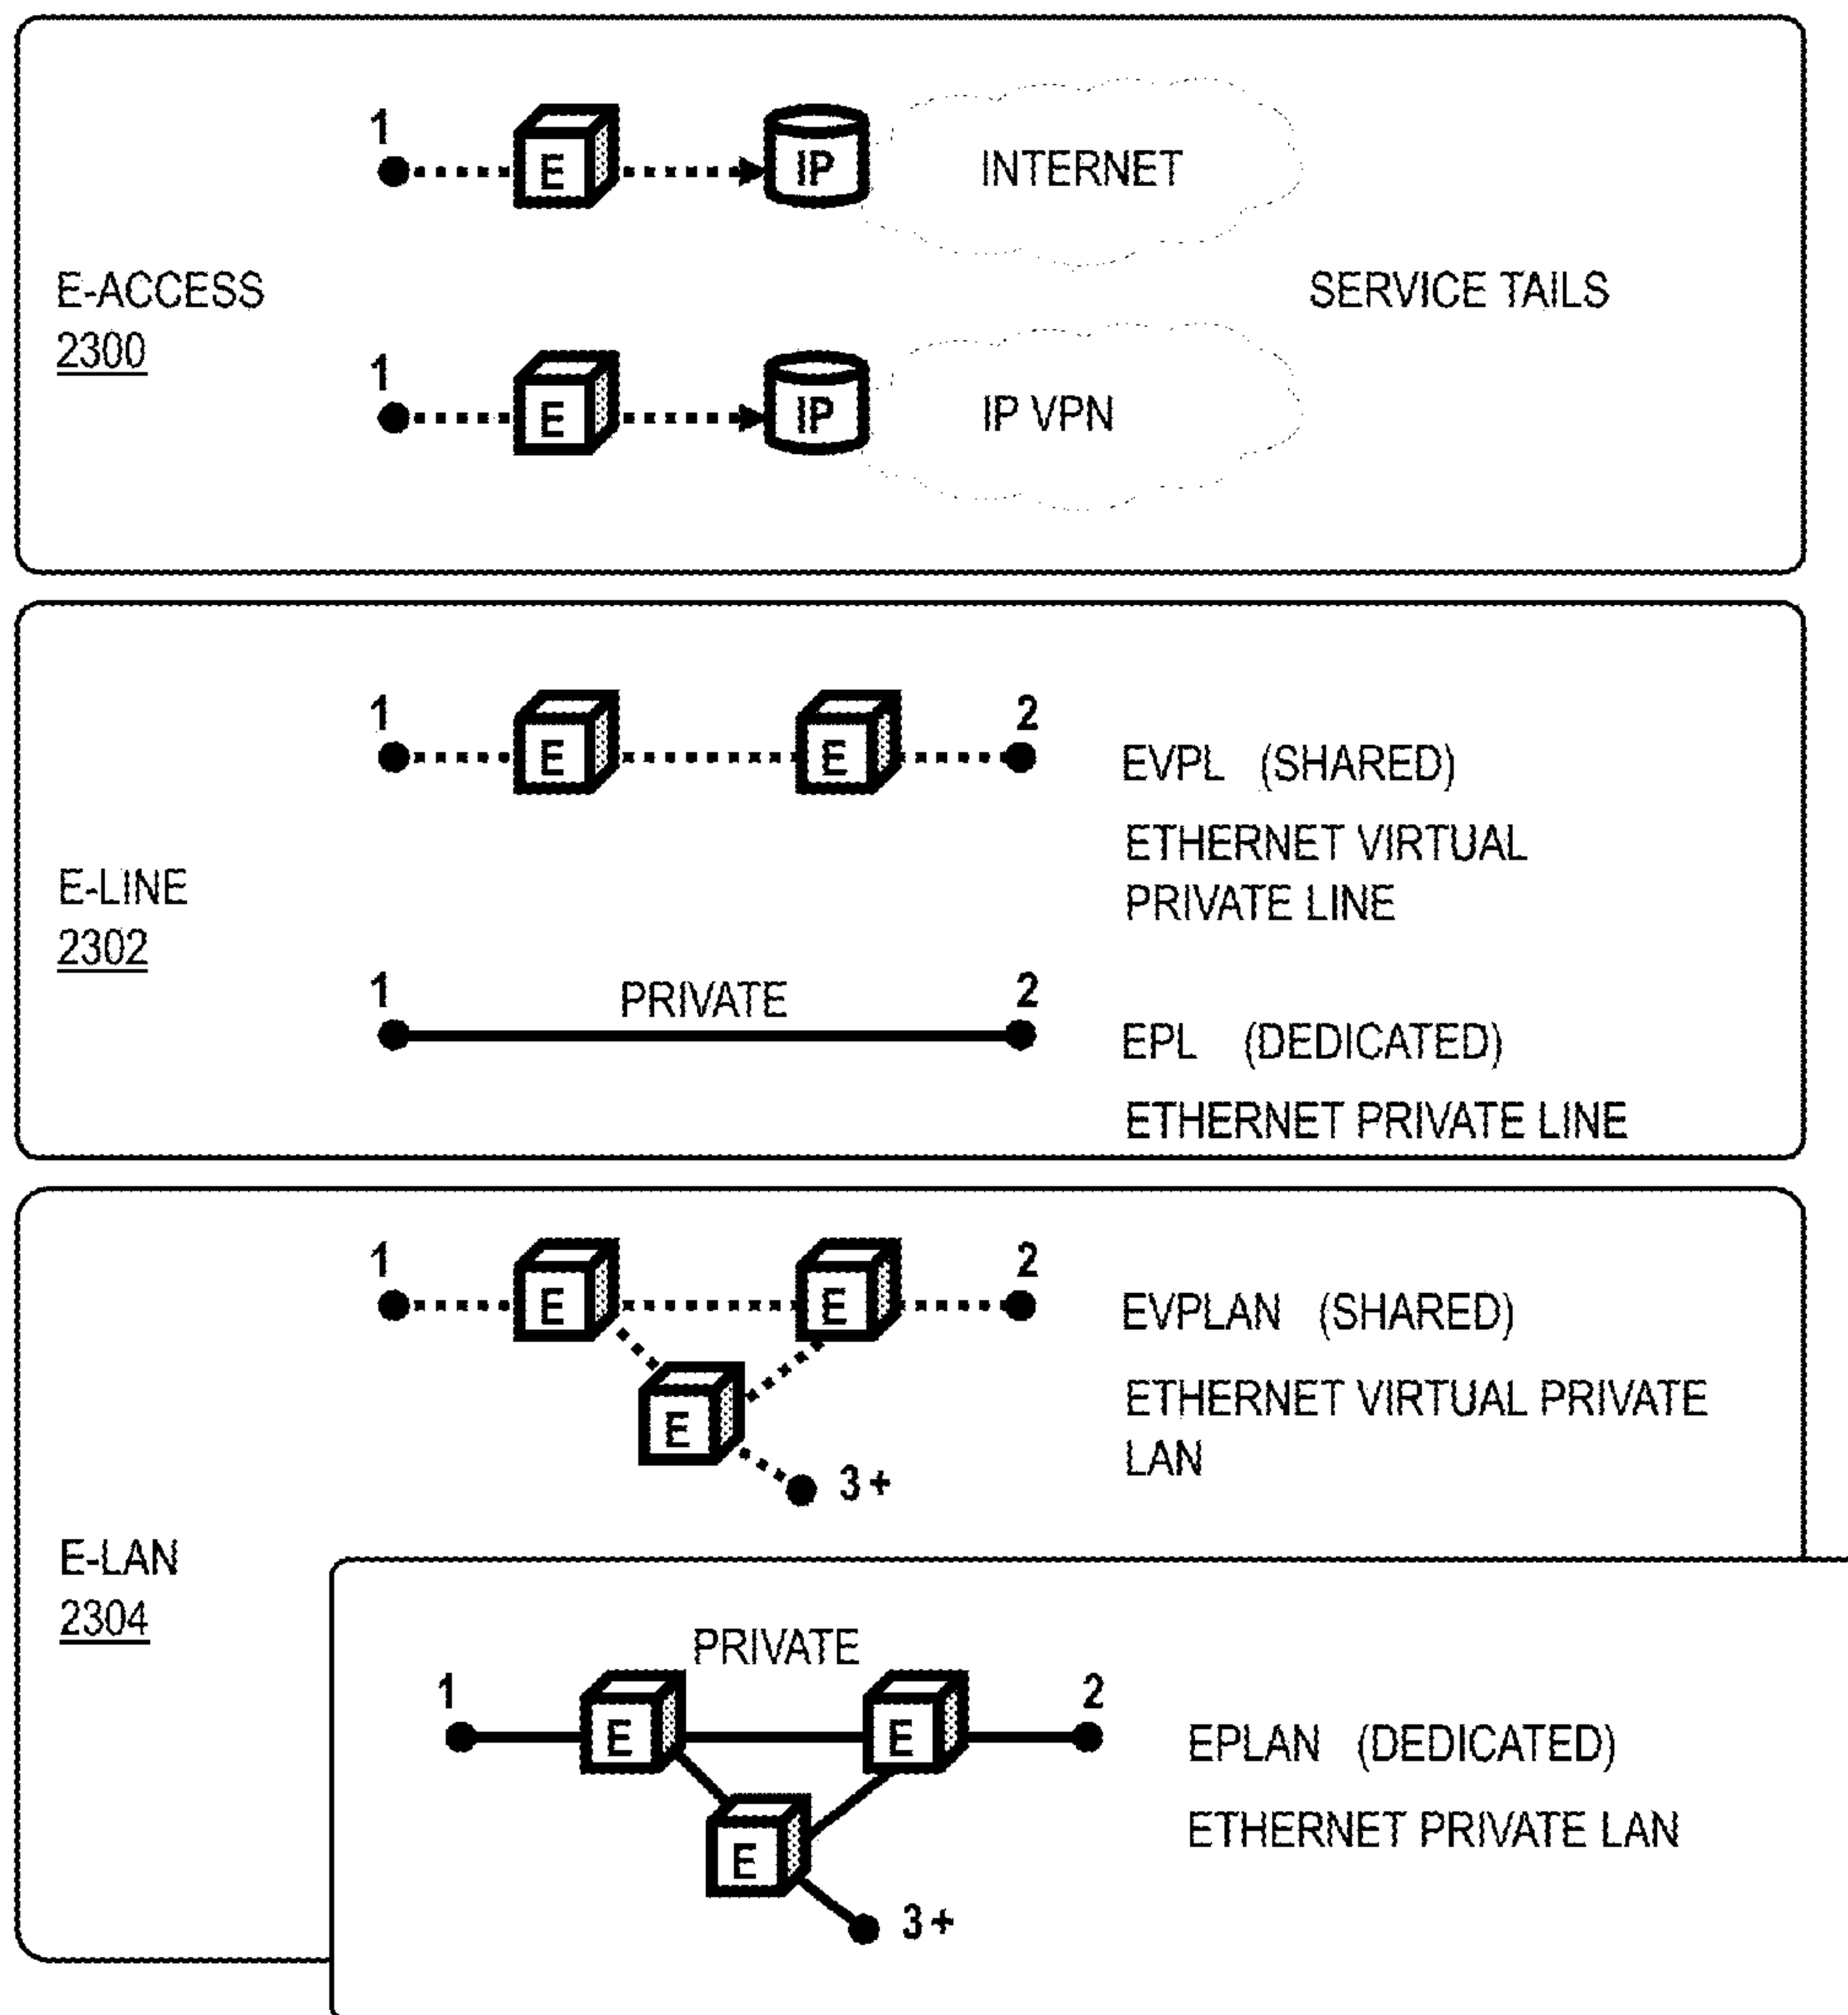 1
E
IP
INTERNET
E-ACCESS
2300
SERVICE TAILS
1
E
IP
IP VPN
1
E
E
2
EVPL (SHARED)
ETHERNET VIRTUAL
PRIVATE LINE
E-LINE
2302
1
PRIVATE
2
EPL (DEDICATED)
ETHERNET PRIVATE LINE
1
E
E
2
EVPLAN (SHARED)
E
ETHERNET VIRTUAL PRIVATE
LAN
3+
E-LAN
2304
PRIVATE
1
E
E
2
EPLAN (DEDICATED)
E
ETHERNET PRIVATE LAN
3+